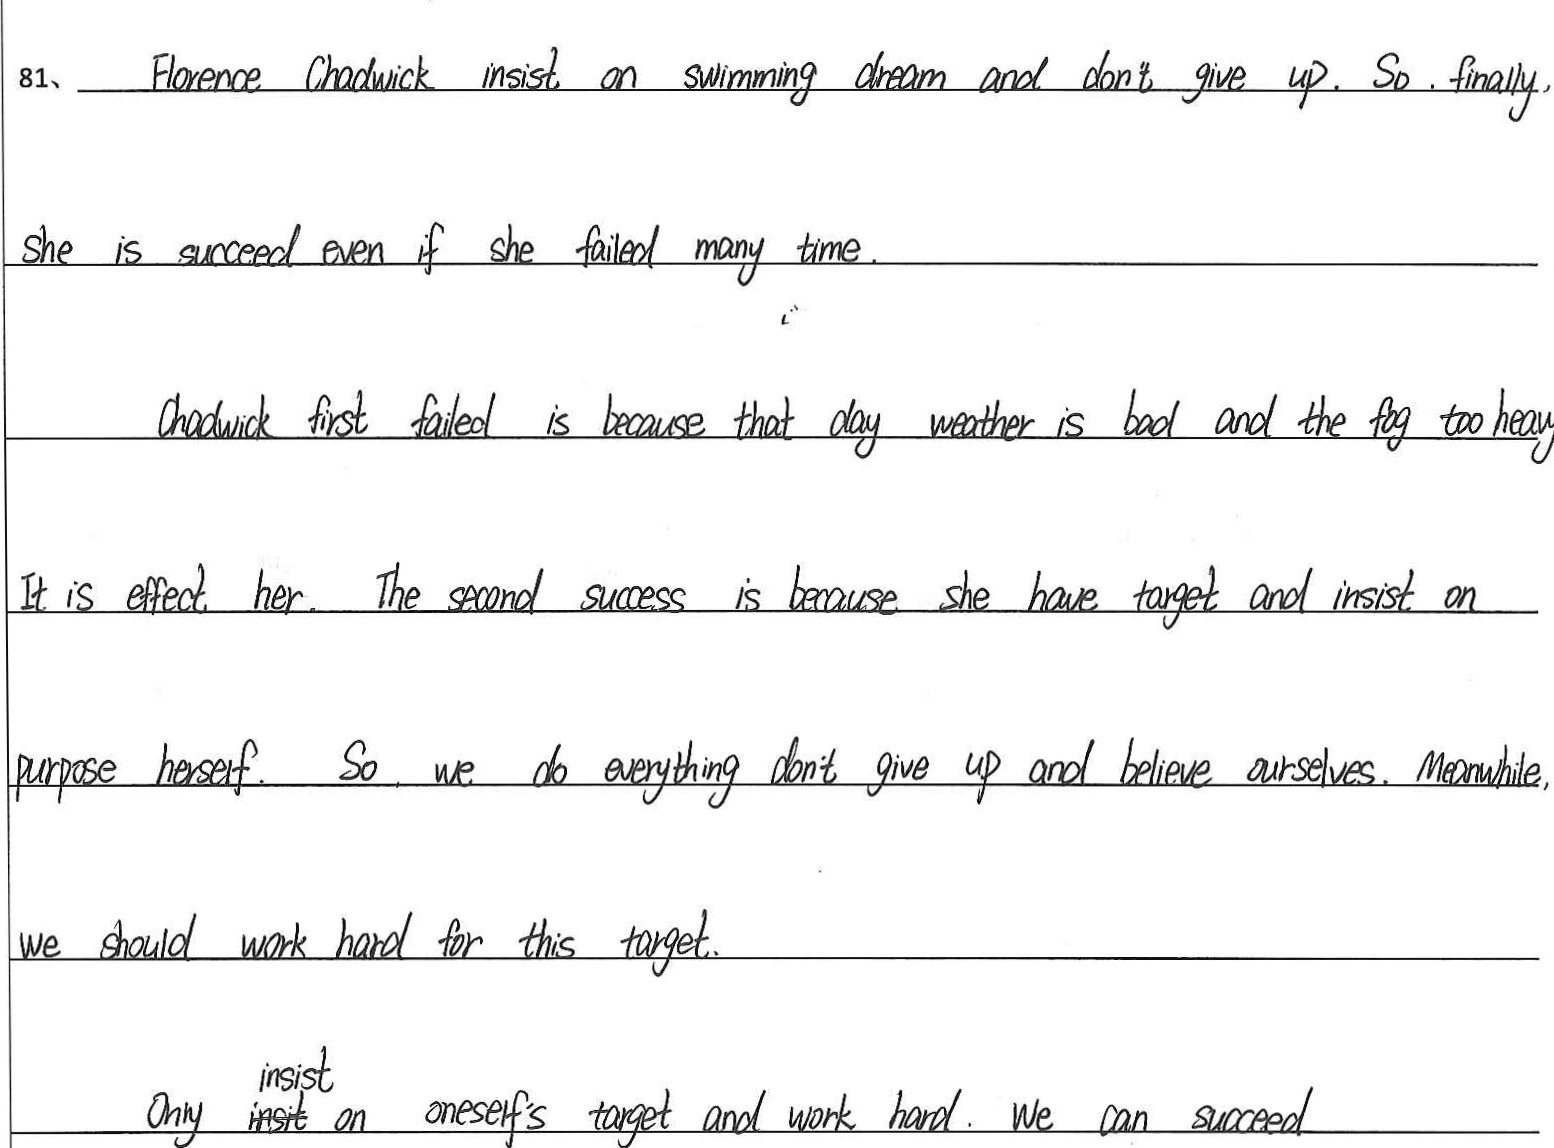 81、 Florence Chadwick insist on swimming dream and don't give up. So. finally,
she is succeed even if she failed many time.
Chadwick first failed is because that day weather is bad and the fog too heavy
It is effect her. The second success is because she have target and insist on
purpose herself. So, we do everything don't give up and believe ourselves. Meanwhile,
we should work hard for this target.
insist
Only insit on oneself's target and work hard. We can succeed